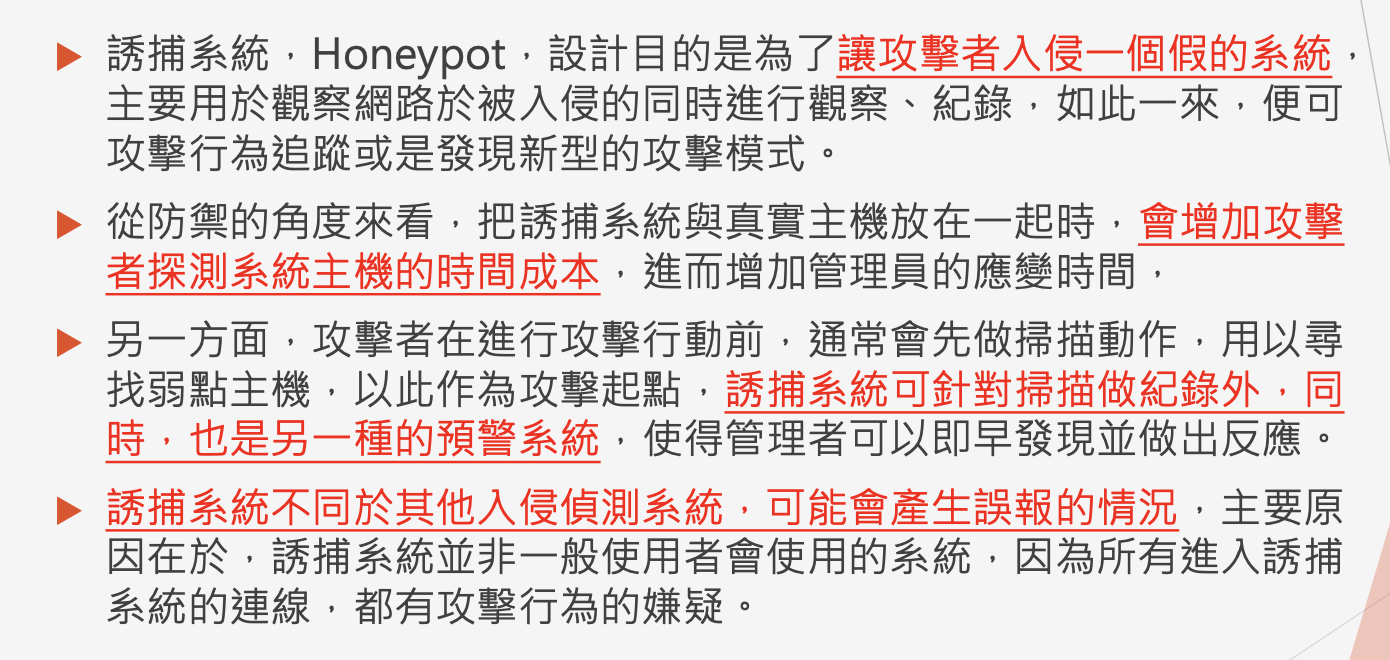 誘捕系統，Honeypot，設計目的是為了讓攻擊者入侵一個假的系統，
主要用於觀察網路於被入侵的同時進行觀察、紀錄，如此一來，便可
攻擊行為追蹤或是發現新型的攻擊模式。
從防禦的角度來看，把誘捕系統與真實主機放在一起時，會增加攻擊
者探測系統主機的時間成本，進而增加管理員的應變時間，
另一方面，攻擊者在進行攻擊行動前，通常會先做掃描動作，用以尋
找弱點主機，以此作為攻擊起點，誘捕系統可針對掃描做紀錄外，同
時，也是另一種的預警系統，使得管理者可以即早發現並做出反應。
誘捕系統不同於其他入侵偵測系統，可能會產生誤報的情況，主要原
因在於，誘捕系統並非一般使用者會使用的系統，因為所有進入誘捕
系統的連線，都有攻擊行為的嫌疑。